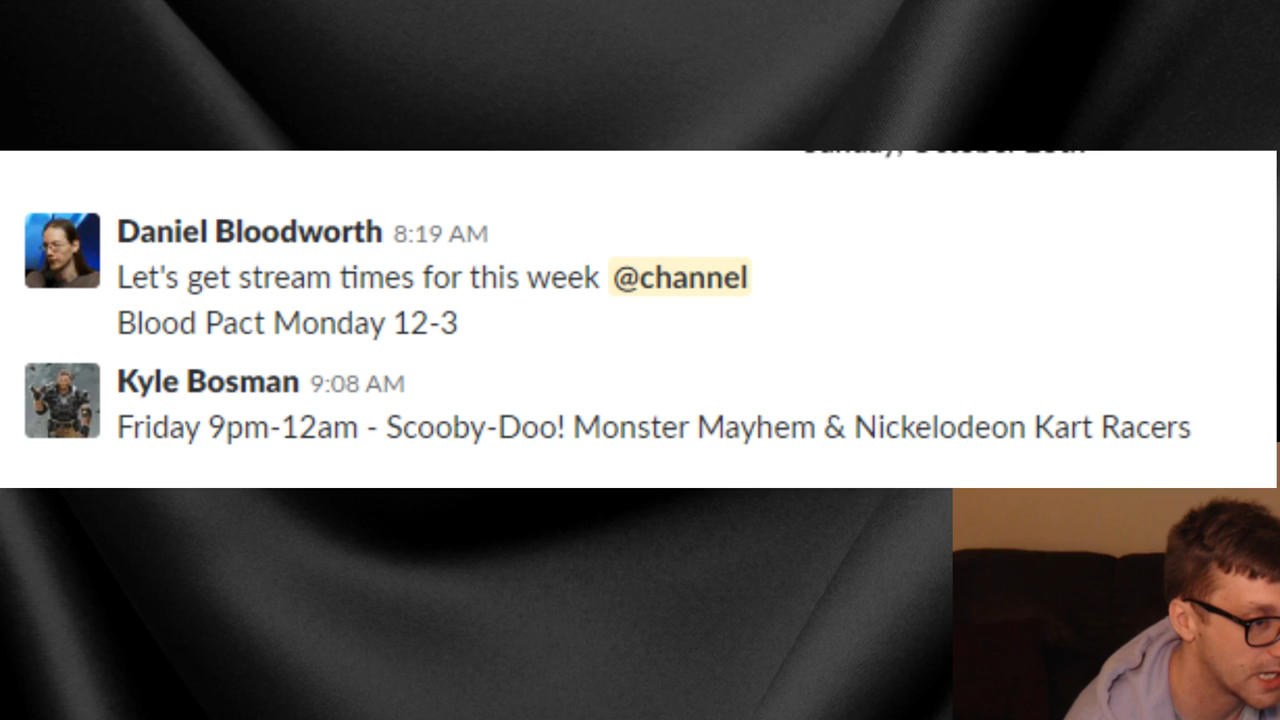 Daniel Bloodworth 8:19 AM
Let's get stream times for this week @channel
Blood Pact Monday 12-3
Kyle Bosman 9:08 AM
Friday 9pm-12am - Scooby-Doo! Monster Mayhem & Nickelodeon Kart Racers